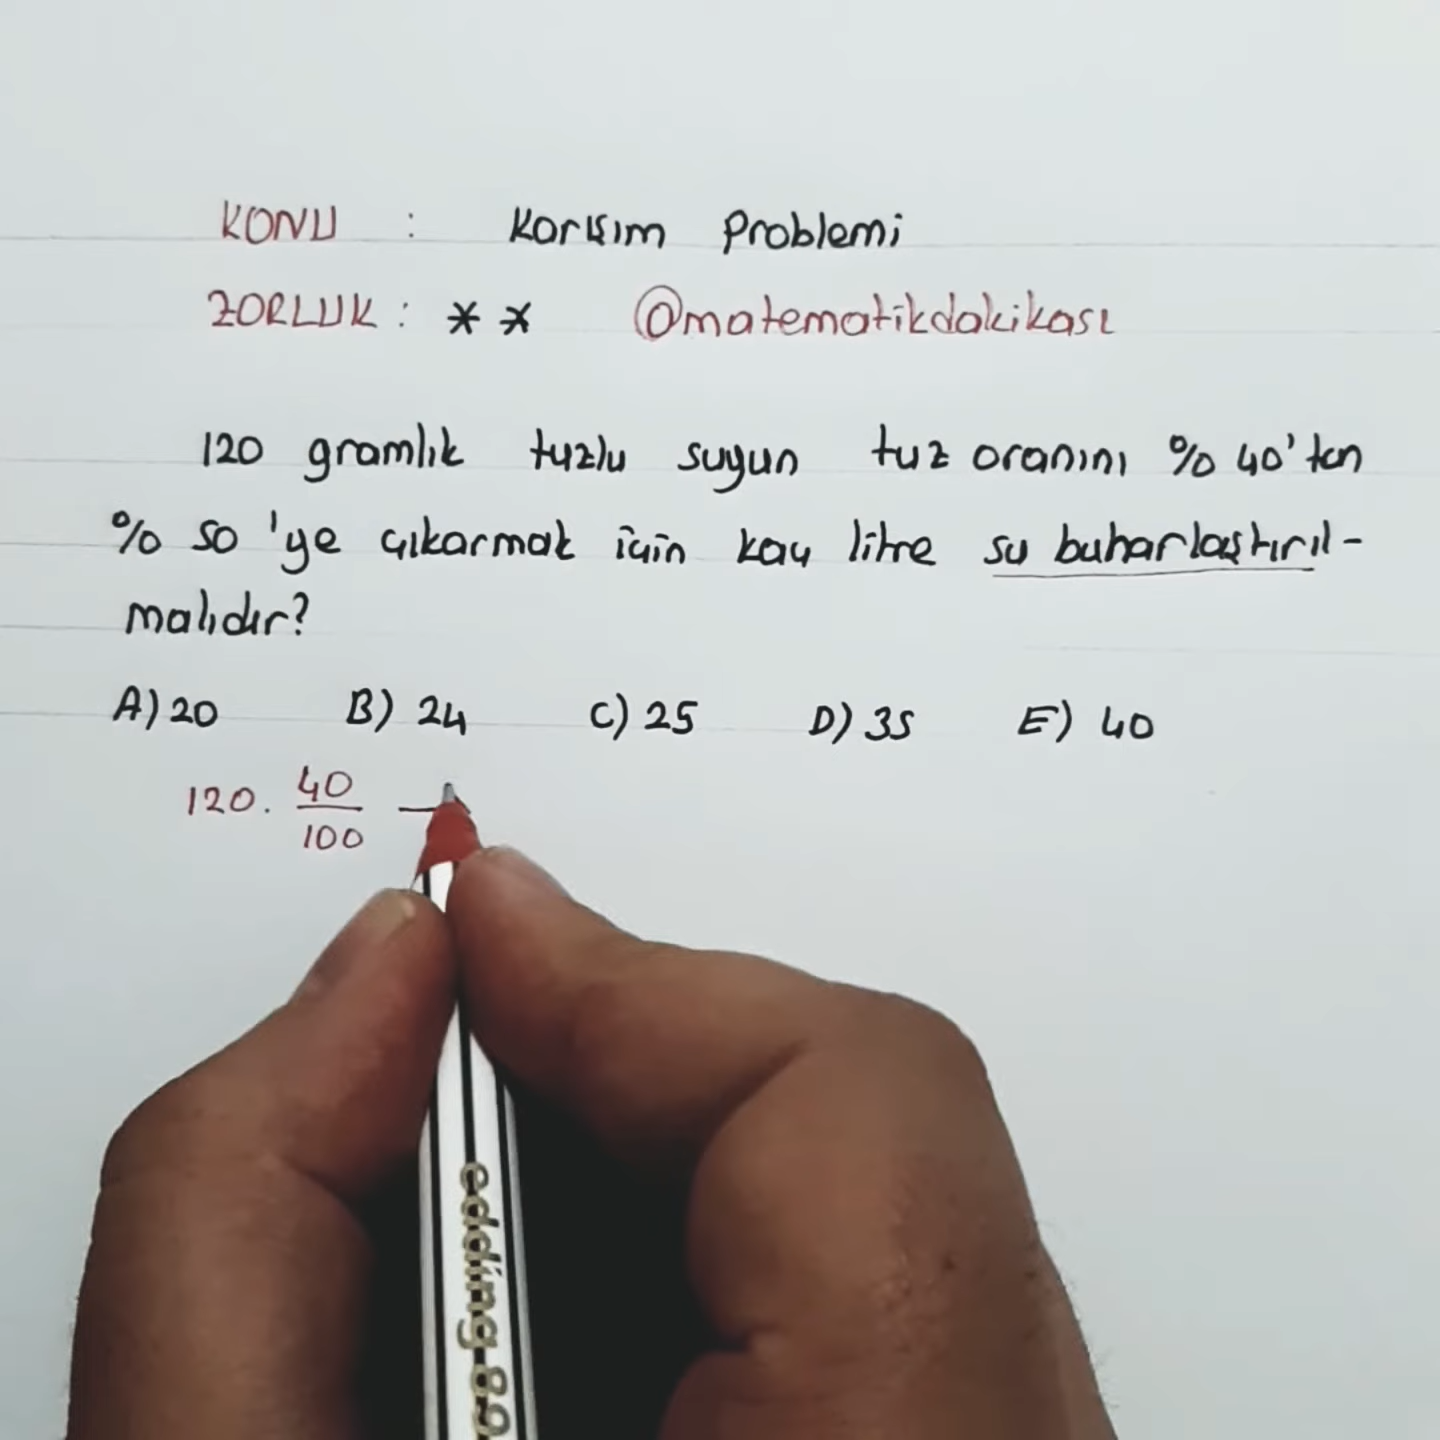 KONU : Karışım Problemi
ZORLUK : * * @matematikdakikası
120 gramlık tuzlu suyun tuz oranını % 40'tan
% 50'ye çıkarmak için kaç litre su buharlaştırıl-
malıdır?
A) 20 B) 24 C) 25 D) 35 E) 40
120 . 40/100 —
edding 89